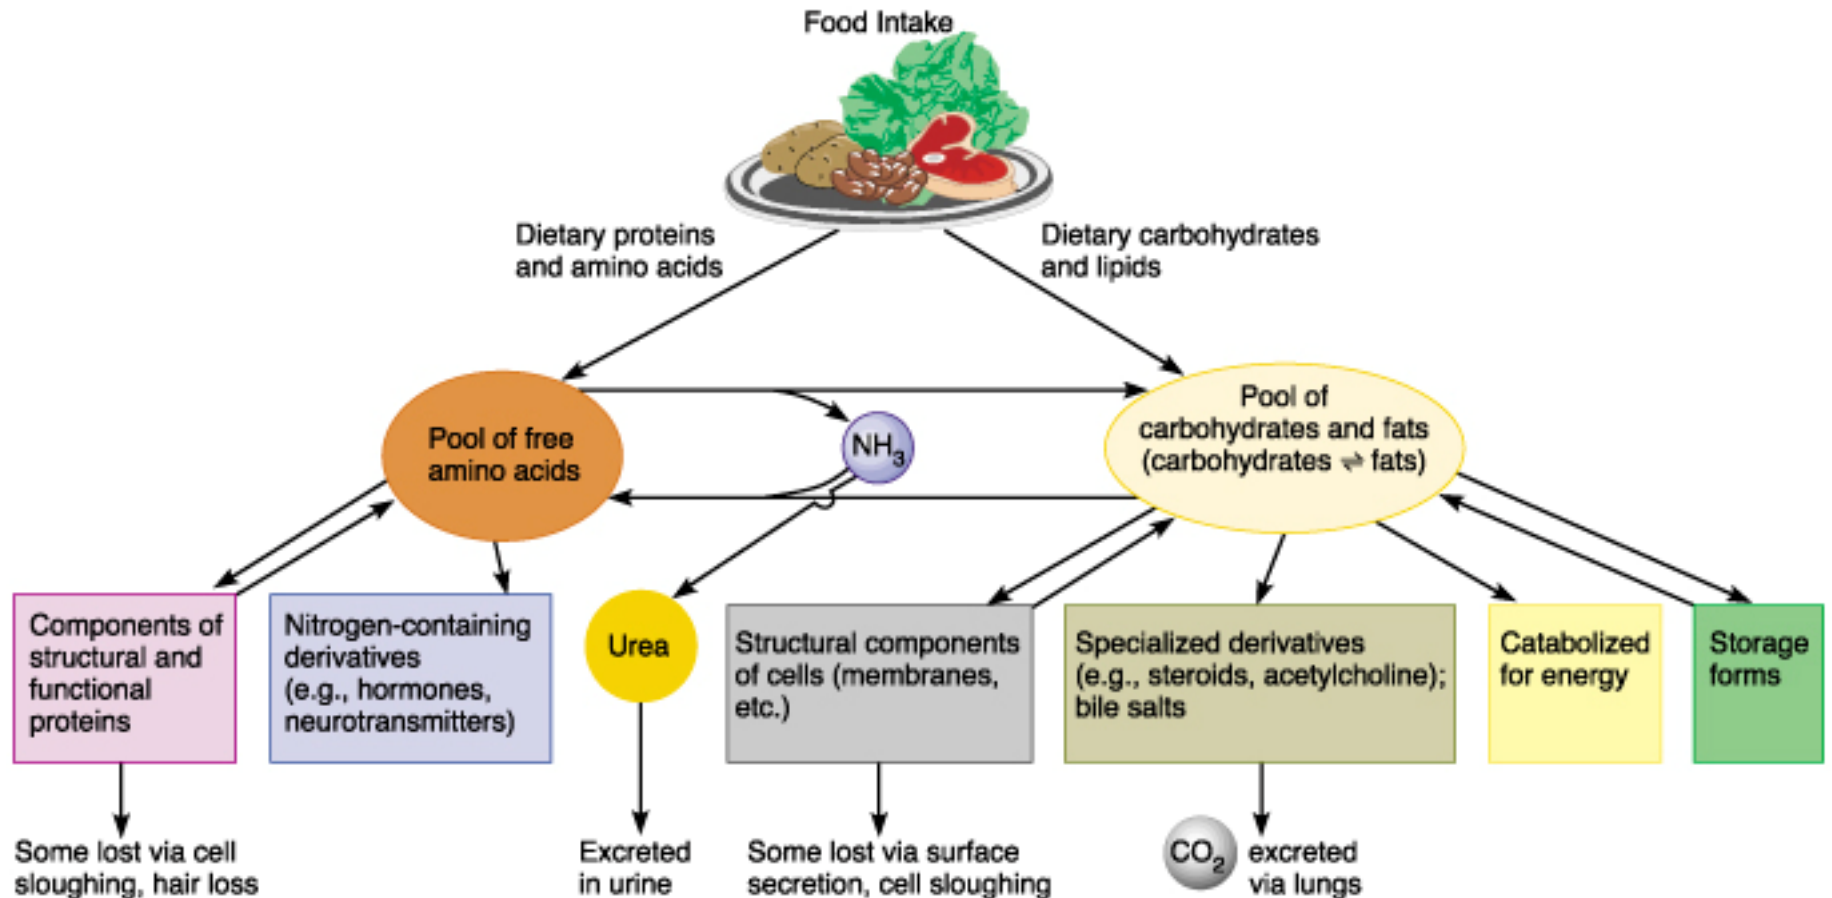 Food Intake
Dietary proteins
and amino acids
Dietary carbohydrates
and lipids
Pool of free
amino acids
NH₃
Pool of
carbohydrates and fats
(carbohydrates ⇌ fats)
Components of
structural and
functional
proteins
Nitrogen-containing
derivatives
(e.g., hormones,
neurotransmitters)
Urea
Structural components
of cells (membranes,
etc.)
Specialized derivatives
(e.g., steroids, acetylcholine);
bile salts
Catabolized
for energy
Storage
forms
Some lost via cell
sloughing, hair loss
Excreted
in urine
Some lost via surface
secretion, cell sloughing
CO₂
excreted
via lungs